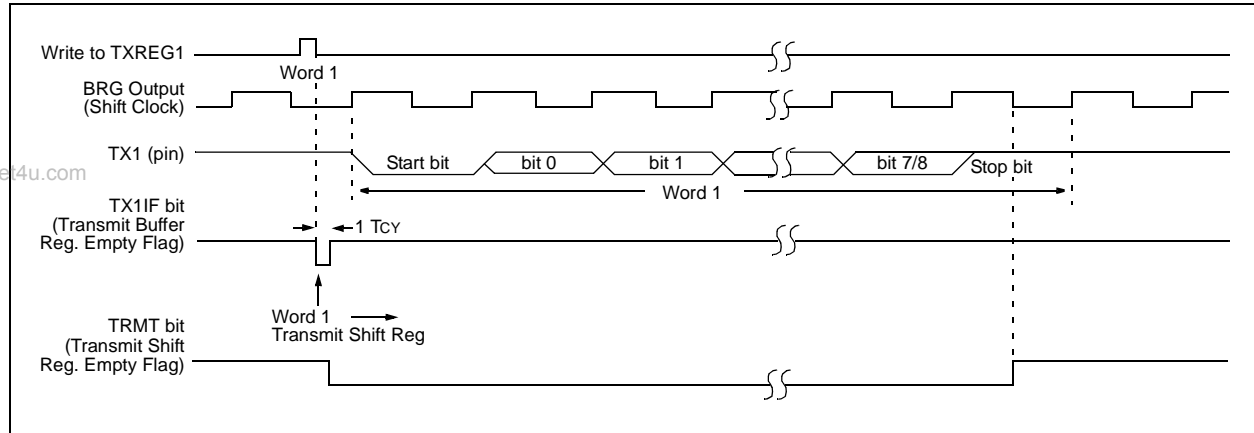 Write to TXREG1
Word 1
BRG Output
(Shift Clock)
TX1 (pin)
Start bit
bit 0
bit 1
bit 7/8
Stop bit
Word 1
et4u.com
TX1IF bit
(Transmit Buffer
Reg. Empty Flag)
1 TCY
Word 1
Transmit Shift Reg
TRMT bit
(Transmit Shift
Reg. Empty Flag)